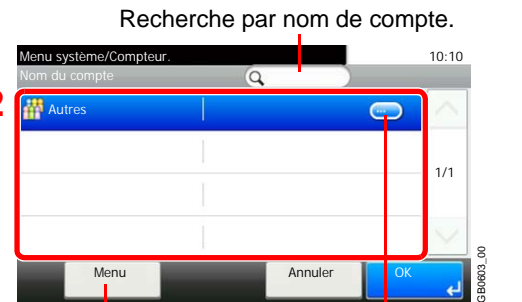 Recherche par nom de compte.
Menu système/Compteur. 10:10
Nom du compte
2
Autres ...
1/1
Menu Annuler OK
GB0603_00